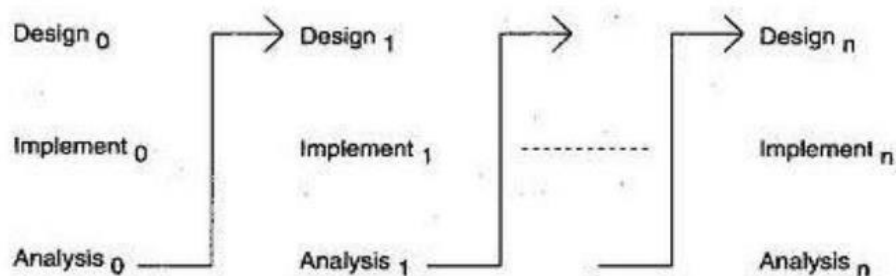 Design 0
Implement 0
Analysis 0
Design 1
Implement 1
Analysis 1
Design n
Implement n
Analysis n